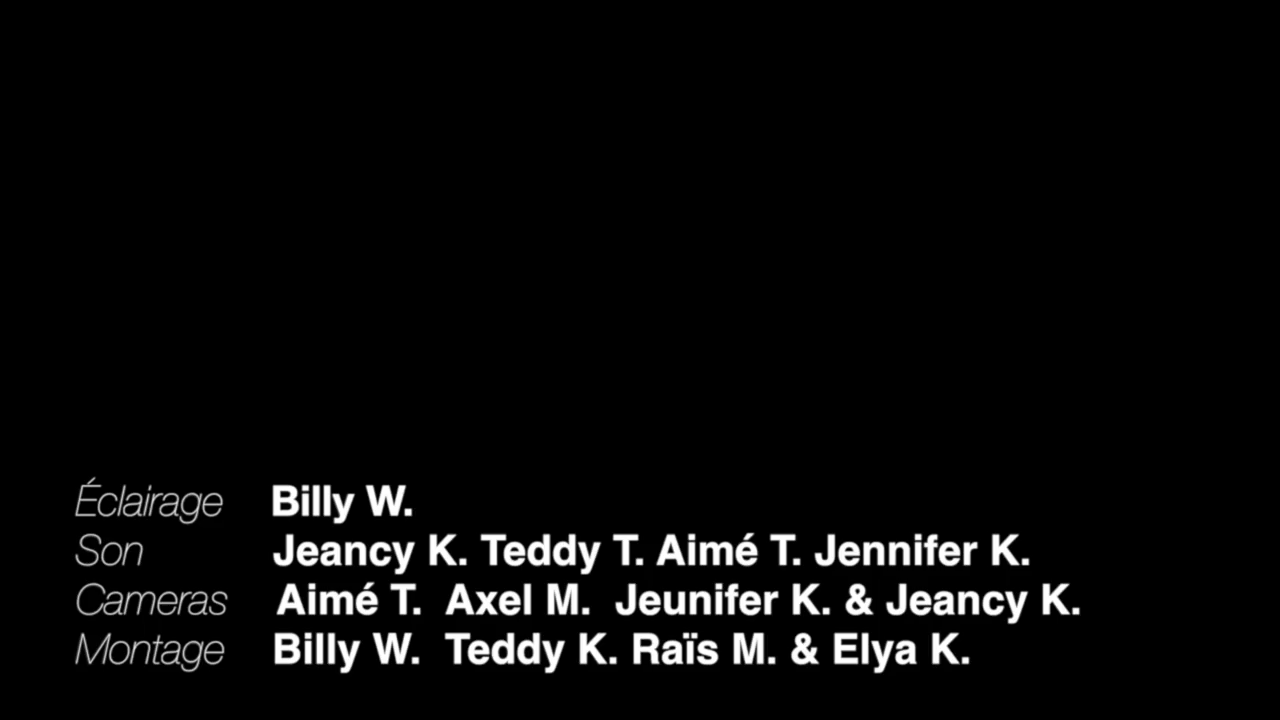 Éclairage Billy W.
Son Jeancy K. Teddy T. Aimé T. Jennifer K.
Cameras Aimé T. Axel M. Jeunifer K. & Jeancy K.
Montage Billy W. Teddy K. Raïs M. & Elya K.